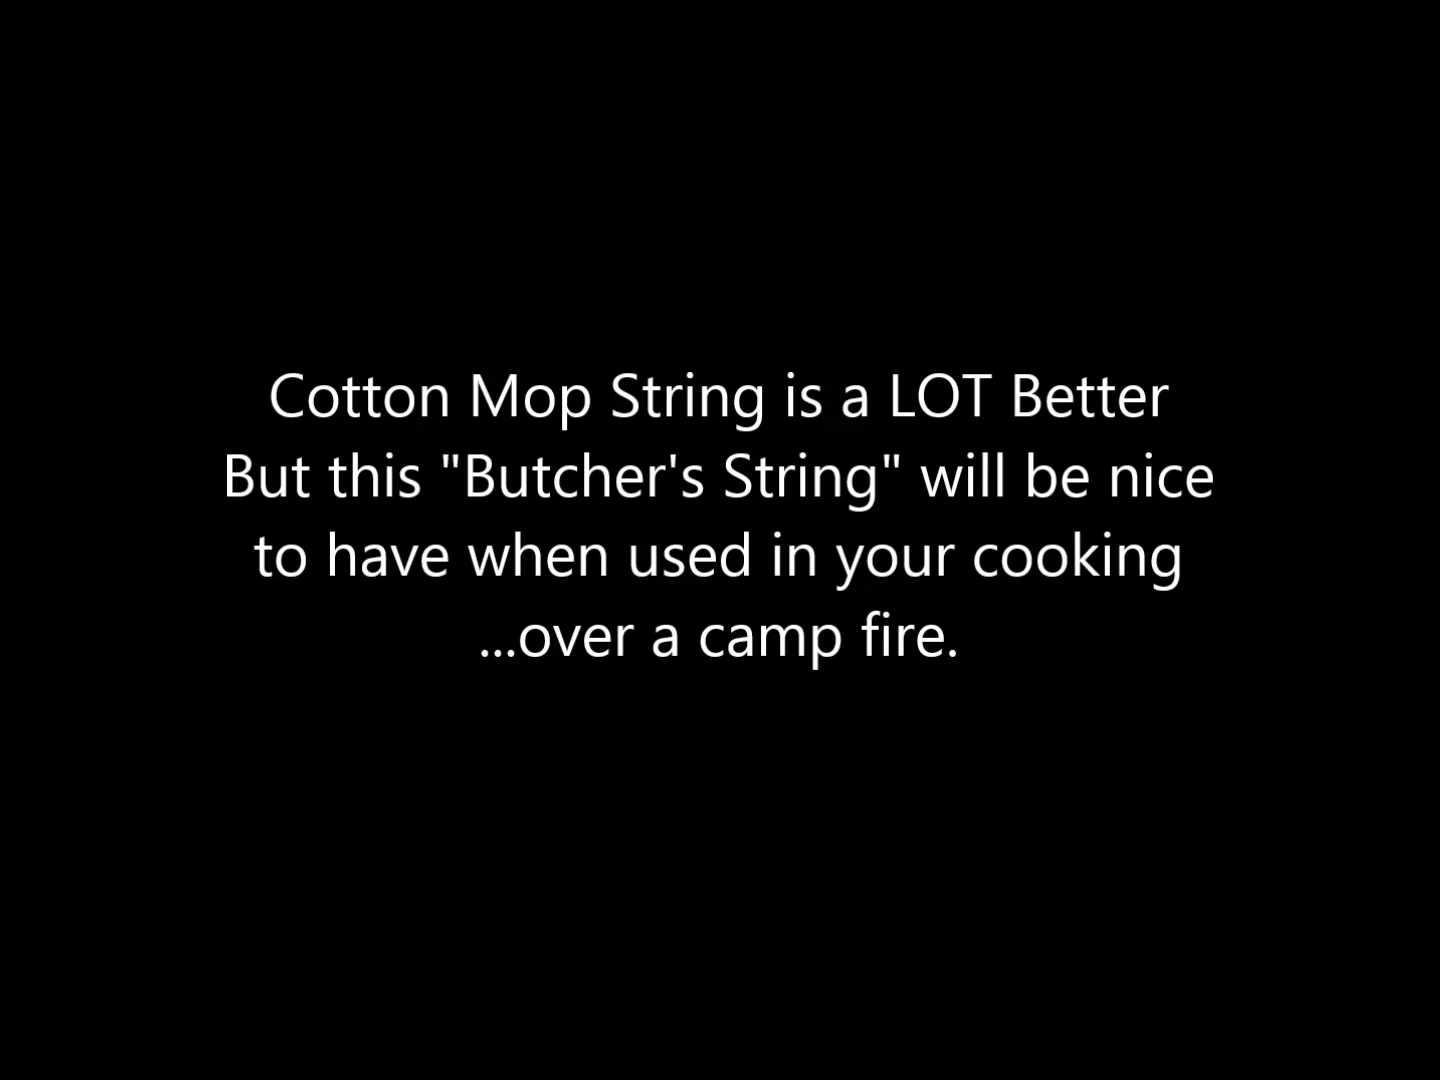 Cotton Mop String is a LOT Better
But this "Butcher's String" will be nice
to have when used in your cooking
...over a camp fire.